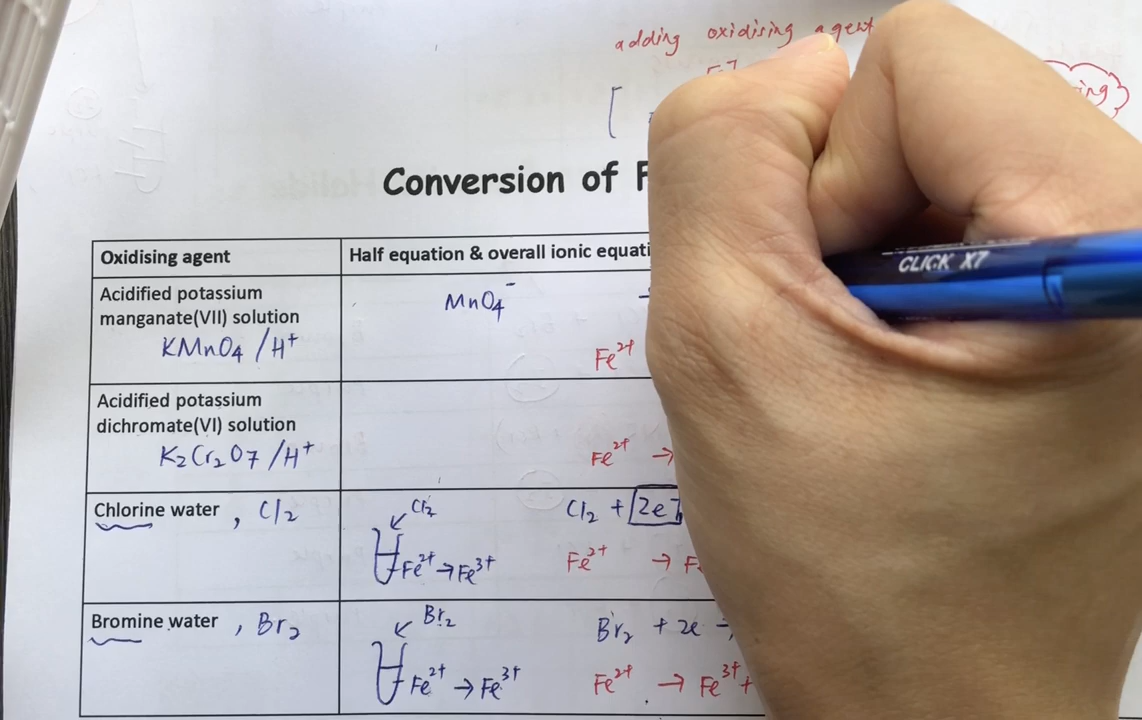 adding oxidising agent
ing
Conversion of F
Oxidising agent
Half equation & overall ionic equati
Acidified potassium
manganate(VII) solution
KMnO4 /H⁺
MnO4⁻
Fe²⁺
Acidified potassium
dichromate(VI) solution
K2Cr2O7 /H⁺
Fe²⁺ →
Chlorine water , Cl2
Cl2
Fe²⁺ → Fe³⁺
Cl2 + 2e⁻
Fe²⁺ → F
Bromine water , Br2
Br2
Fe²⁺ → Fe³⁺
Br2 + 2e →
Fe²⁺ → Fe³⁺ +
CLICK X7